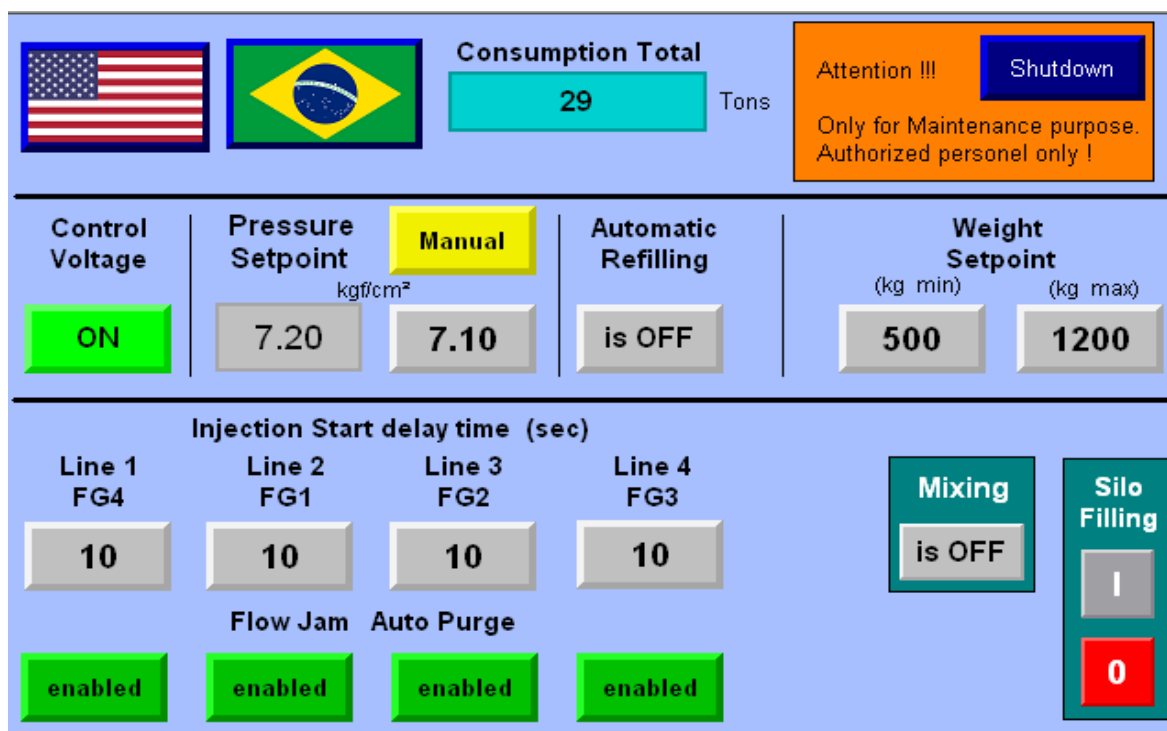 Consumption Total
29
Tons
Attention !!!
Shutdown
Only for Maintenance purpose.
Authorized personel only !
Control
Voltage
ON
Pressure
Setpoint
Manual
kgf/cm²
7.20
7.10
Automatic
Refilling
is OFF
Weight
Setpoint
(kg min)
(kg max)
500
1200
Injection Start delay time (sec)
Line 1
FG4
Line 2
FG1
Line 3
FG2
Line 4
FG3
10
10
10
10
Flow Jam Auto Purge
enabled
enabled
enabled
enabled
Mixing
is OFF
Silo
Filling
I
0